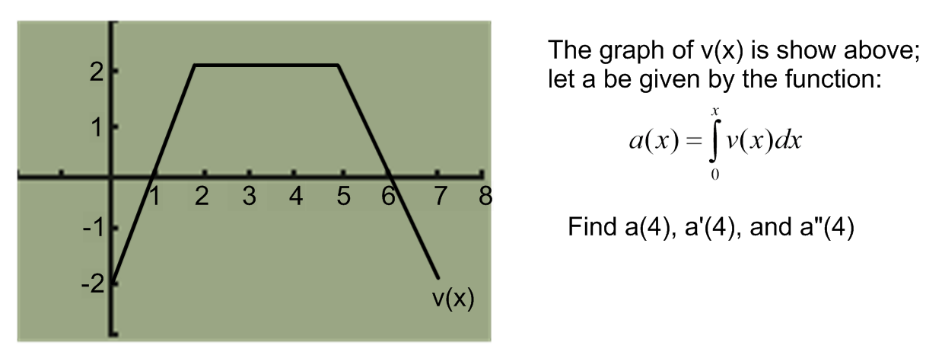 2
1
1 2 3 4 5 6 7 8
-1
-2
v(x)
The graph of v(x) is show above;
let a be given by the function:
a(x) = ∫₀ˣ v(x)dx
Find a(4), a'(4), and a"(4)